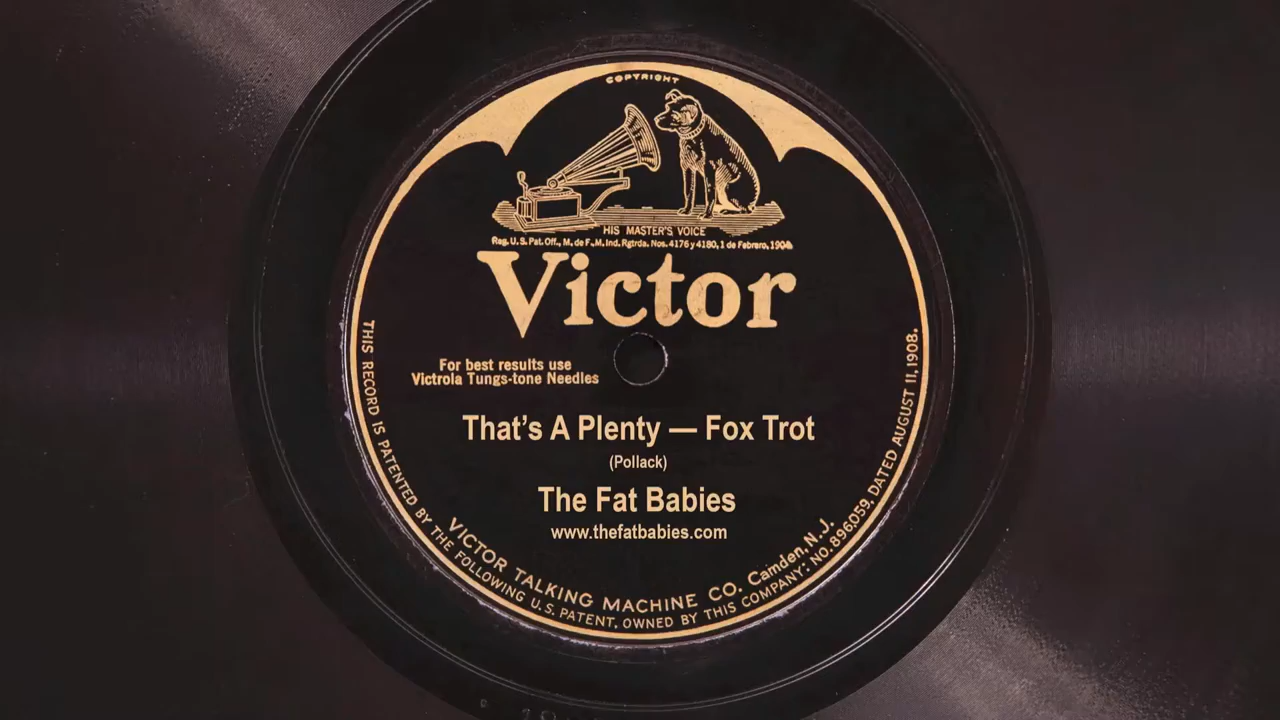 COPYRIGHT
HIS MASTER'S VOICE
Reg. U.S. Pat. Off., M. de F., M. Ind. Rgtrda. Nos. 4176 y 4180, 1 de Febrero, 1908
Victor
For best results use
Victrola Tungs-tone Needles
That's A Plenty — Fox Trot
(Pollack)
The Fat Babies
www.thefatbabies.com
VICTOR TALKING MACHINE CO. Camden, N.J.
THIS RECORD IS PATENTED BY THE FOLLOWING U.S. PATENT, OWNED BY THIS COMPANY: NO. 896,059, DATED AUGUST 11, 1908.